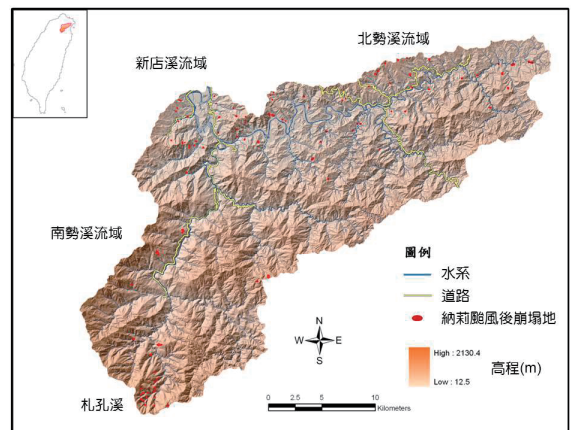 北勢溪流域
新店溪流域
南勢溪流域
圖例
水系
道路
納莉颱風後崩塌地
High : 2130.4
高程(m)
Low : 12.5
N
W E
S
札孔溪
0 2.5 5 10
Kilometers